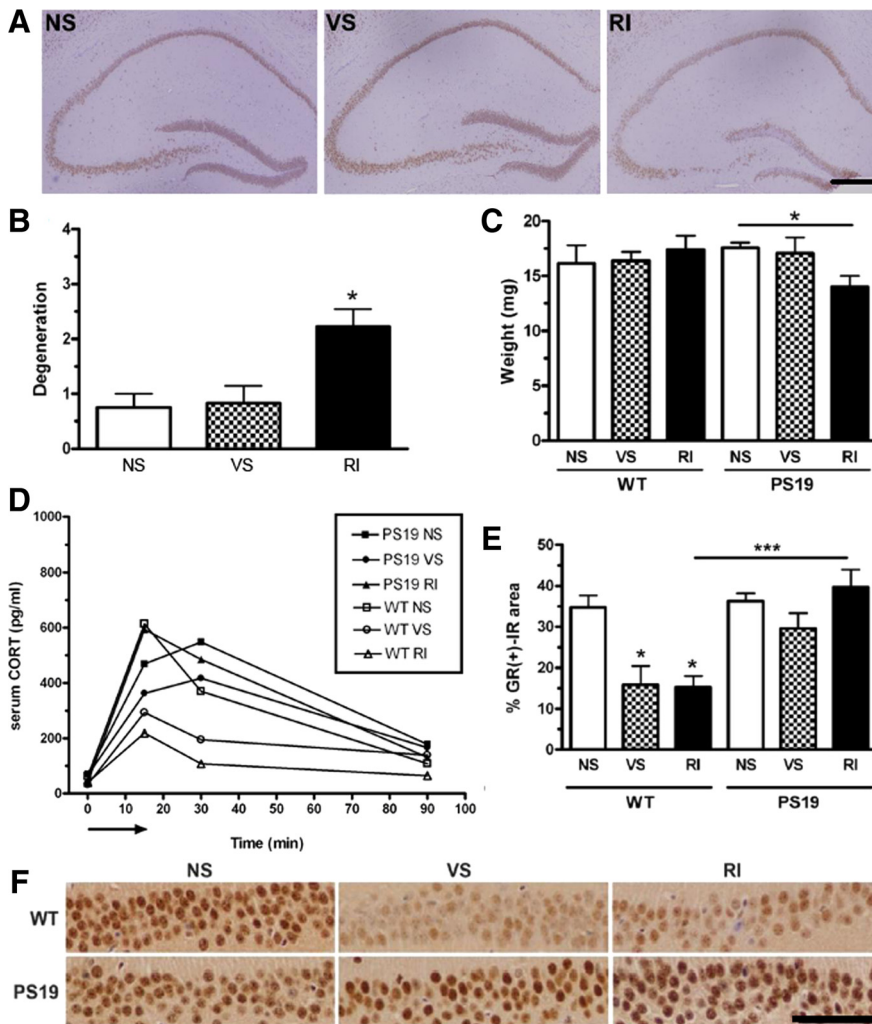 A
NS
VS
RI
B
Degeneration
4
3
2
1
0
*
NS
VS
RI
C
Weight (mg)
20
15
10
5
0
*
NS
VS
RI
NS
VS
RI
WT
PS19
D
serum CORT (pg/ml)
1000
800
600
400
200
0
PS19 NS
PS19 VS
PS19 RI
WT NS
WT VS
WT RI
0 10 20 30 40 50 60 70 80 90 100
Time (min)
E
% GR(+)-IR area
50
40
30
20
10
0
***
*
*
NS
VS
RI
NS
VS
RI
WT
PS19
F
NS
VS
RI
WT
PS19